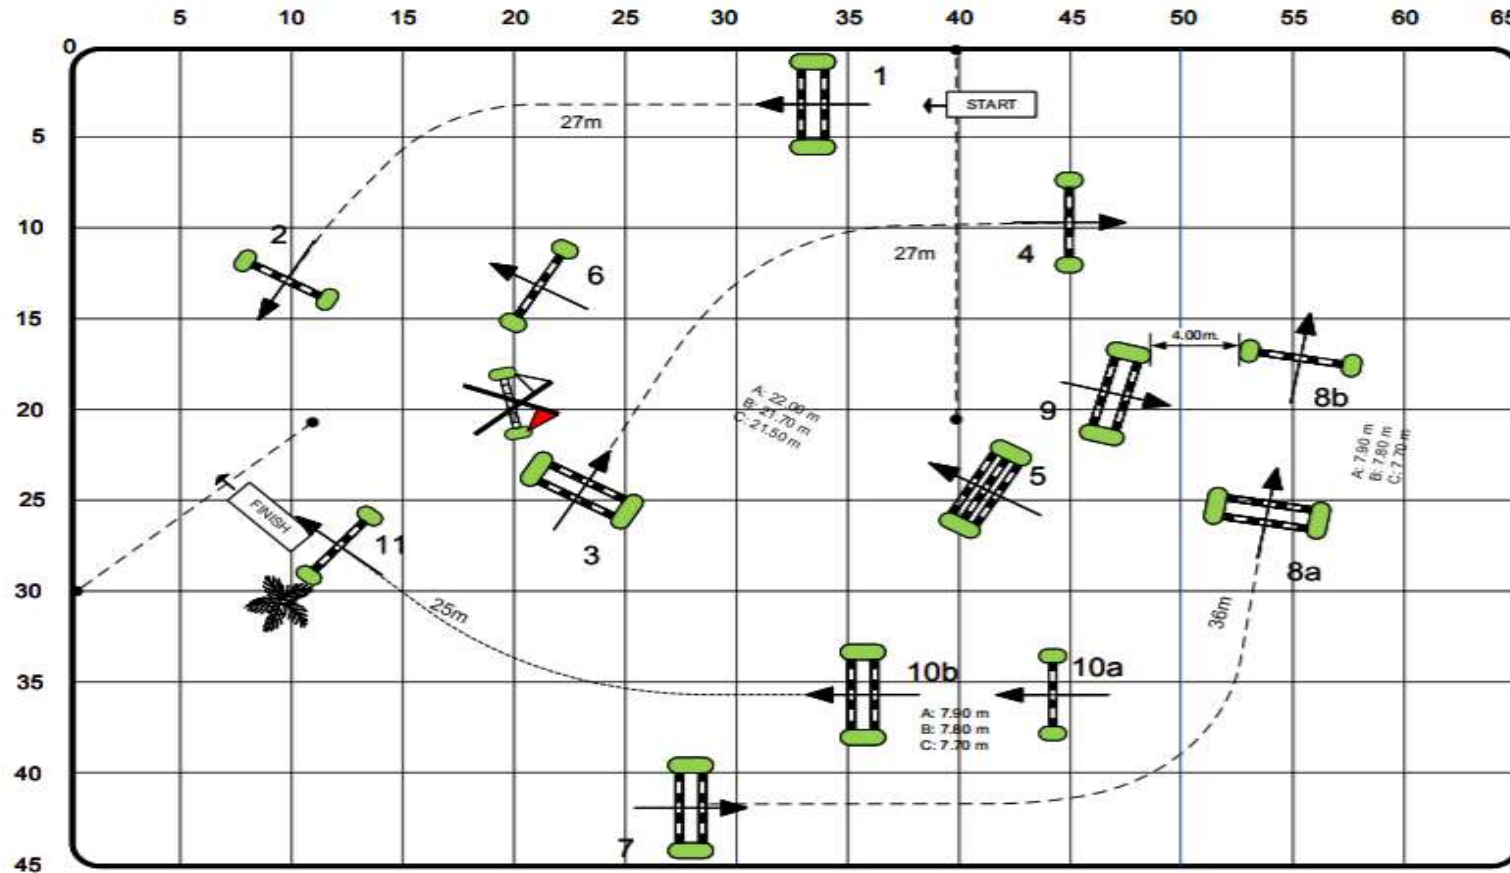 5 10 15 20 25 30 35 40 45 50 55 60 65
0
1
START
27m
5
2
10
27m
4
6
15
4.00m.
8b
9
20
A: 22.00 m
B: 21.70 m
C: 21.50 m
A: 7.90 m
B: 7.80 m
C: 7.70 m
5
25
FINISH
11
3
8a
30
25m
36m
10b
10a
35
A: 7.90 m
B: 7.80 m
C: 7.70 m
40
7
45